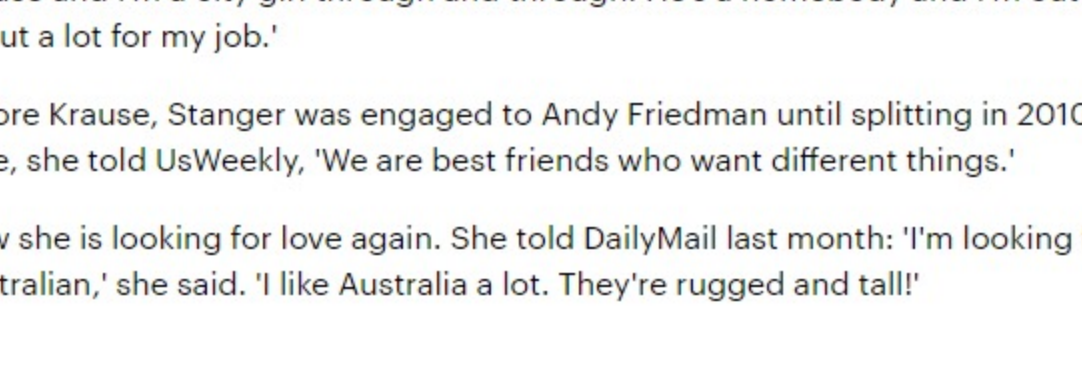 ut a lot for my job.'
ore Krause, Stanger was engaged to Andy Friedman until splitting in 2010
e, she told UsWeekly, 'We are best friends who want different things.'
w she is looking for love again. She told DailyMail last month: 'I'm looking
tralian,' she said. 'I like Australia a lot. They're rugged and tall!'